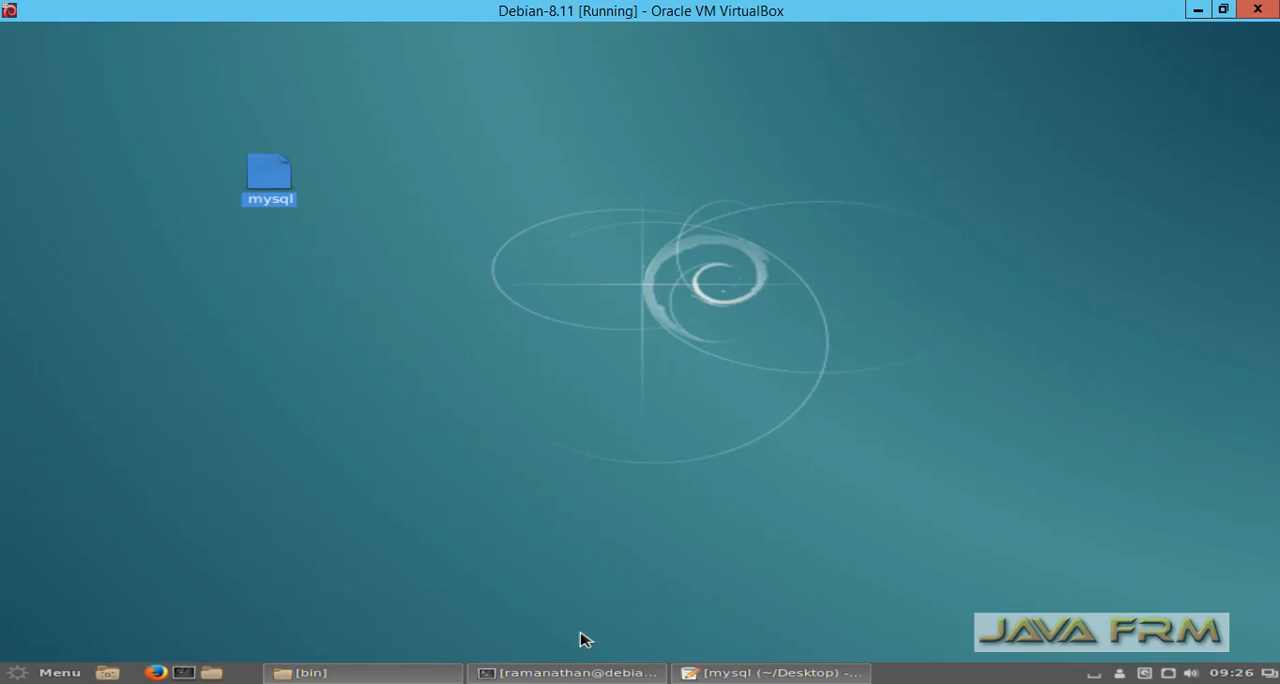 Debian-8.11 [Running] - Oracle VM VirtualBox
mysql
JAVA FRM
Menu
[bin]
[ramanathan@debia...
[mysql (~/Desktop) -...
09:26